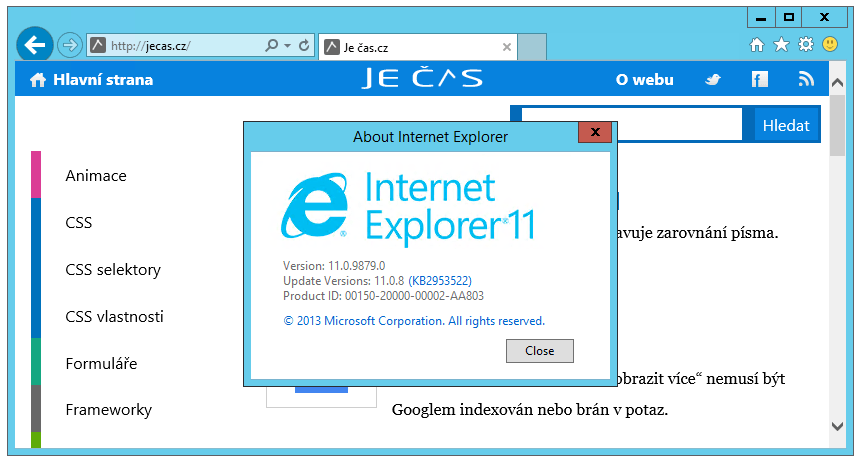 http://jecas.cz/
Je čas.cz
Hlavní strana
JE ČAS
O webu
Hledat
About Internet Explorer
Internet
Explorer®11
Version: 11.0.9879.0
Update Versions: 11.0.8 (KB2953522)
Product ID: 00150-20000-00002-AA803
© 2013 Microsoft Corporation. All rights reserved.
Close
Animace
CSS
CSS selektory
CSS vlastnosti
Formuláře
Frameworky
avuje zarovnání písma.
obrazit více“ nemusí být
Googlem indexován nebo brán v potaz.